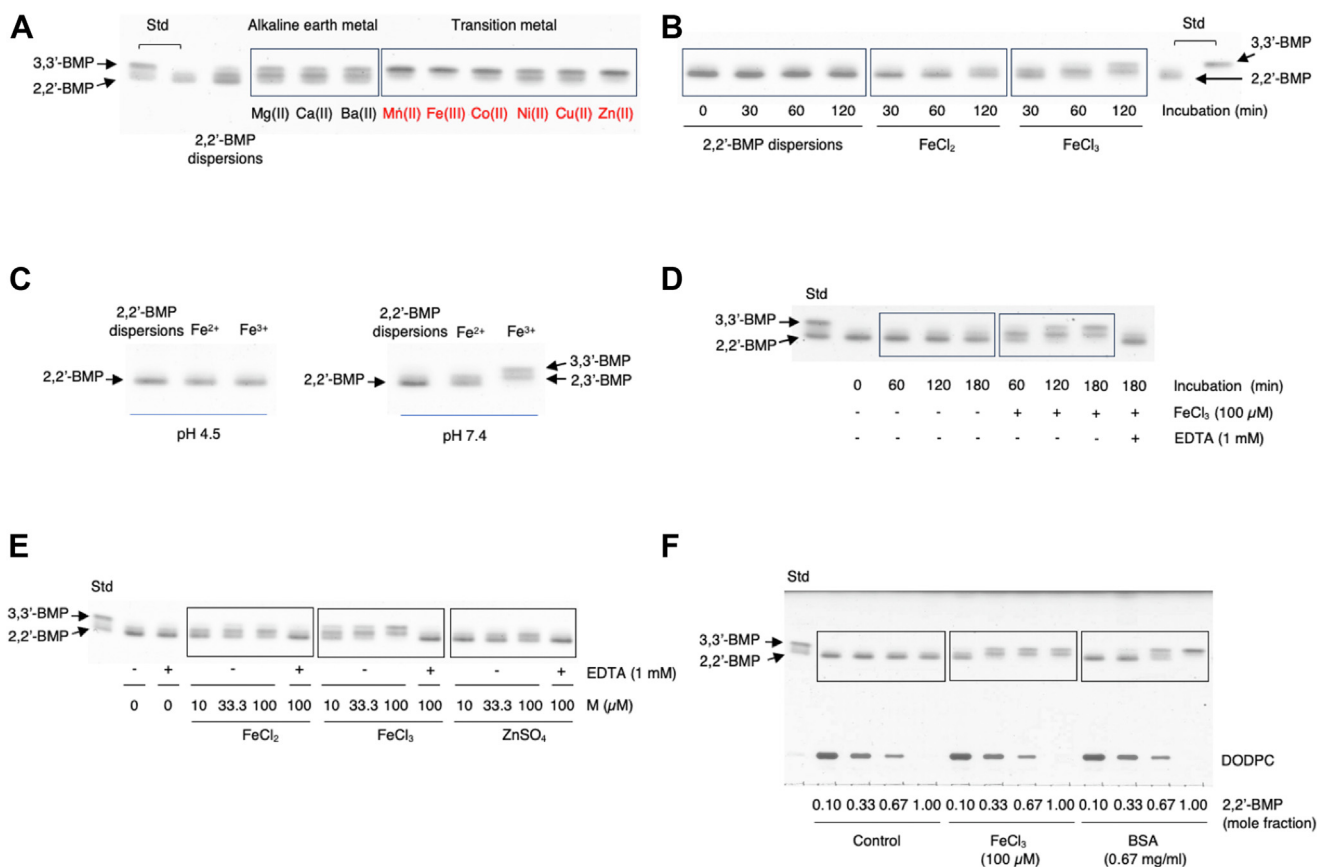 A
Std
Alkaline earth metal
Transition metal
3,3'-BMP
2,2'-BMP
Mg(II) Ca(II) Ba(II) Mn(II) Fe(III) Co(II) Ni(II) Cu(II) Zn(II)
2,2'-BMP
dispersions
B
Std
3,3'-BMP
2,2'-BMP
0 30 60 120 30 60 120 30 60 120 Incubation (min)
2,2'-BMP dispersions FeCl2 FeCl3
C
2,2'-BMP
dispersions Fe2+ Fe3+
2,2'-BMP
pH 4.5
2,2'-BMP
dispersions Fe2+ Fe3+
2,2'-BMP
3,3'-BMP
2,3'-BMP
pH 7.4
D
Std
3,3'-BMP
2,2'-BMP
0 60 120 180 60 120 180 180 Incubation (min)
- - - - + + + + FeCl3 (100 µM)
- - - - - - - + EDTA (1 mM)
E
Std
3,3'-BMP
2,2'-BMP
- + - + - + - + EDTA (1 mM)
0 0 10 33.3 100 100 10 33.3 100 100 10 33.3 100 100 M (µM)
FeCl2 FeCl3 ZnSO4
F
Std
3,3'-BMP
2,2'-BMP
DODPC
0.10 0.33 0.67 1.00 0.10 0.33 0.67 1.00 0.10 0.33 0.67 1.00 2,2'-BMP
(mole fraction)
Control FeCl3 BSA
(100 µM) (0.67 mg/ml)